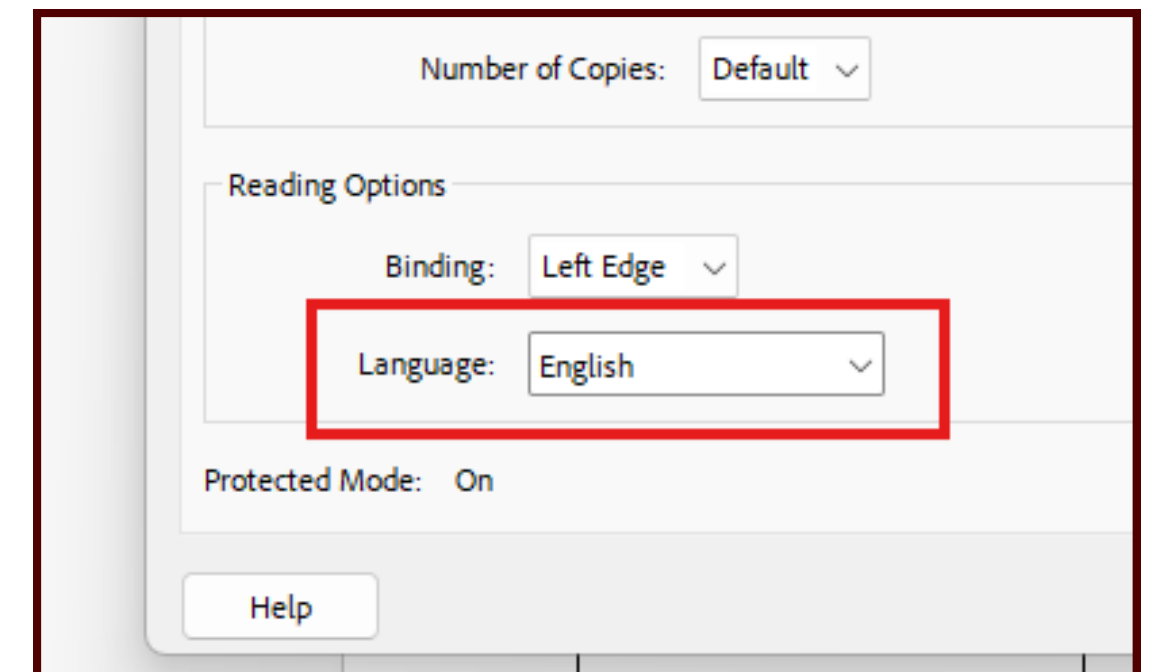 Number of Copies: Default
Reading Options
Binding: Left Edge
Language: English
Protected Mode: On
Help